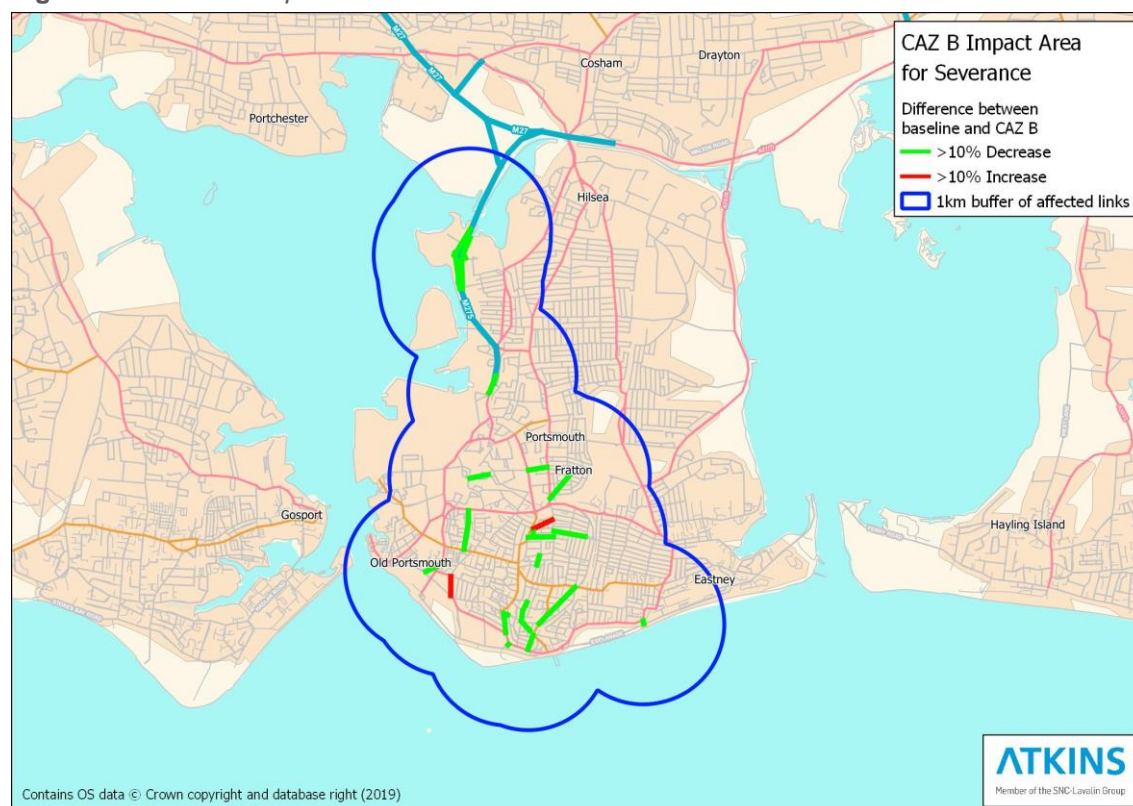 CAZ B Impact Area
for Severance
Difference between
baseline and CAZ B
>10% Decrease
>10% Increase
1km buffer of affected links
M27
Cosham
Drayton
Portchester
M27
Hilsea
M275
Portsmouth
Fratton
Gosport
Hayling Island
Old Portsmouth
Eastney
ATKINS
Member of the SNC-Lavalin Group
Contains OS data © Crown copyright and database right (2019)